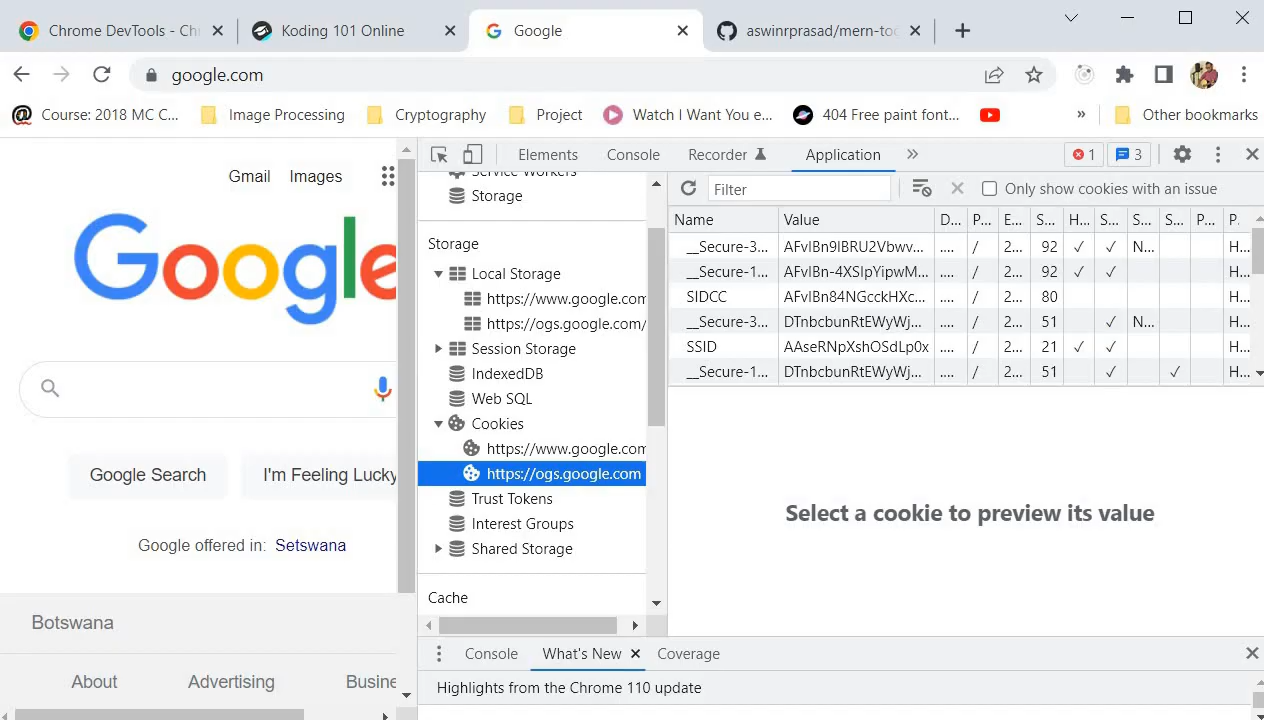 Chrome DevTools - Ch
Koding 101 Online
Google
aswinrprasad/mern-to
google.com
Course: 2018 MC C...
Image Processing
Cryptography
Project
Watch I Want You e...
404 Free paint font...
»
Other bookmarks
Gmail
Images
Google
Google Search
I'm Feeling Lucky
Google offered in: Setswana
Botswana
About
Advertising
Busine
Elements
Console
Recorder
Application
»
1
3
Service Workers
Storage
Storage
Local Storage
https://www.google.com
https://ogs.google.com/
Session Storage
IndexedDB
Web SQL
Cookies
https://www.google.com
https://ogs.google.com
Trust Tokens
Interest Groups
Shared Storage
Cache
Filter
Only show cookies with an issue
Name Value D... P... E... S... H... S... S... S... P... P.
__Secure-3... AFvIBn9IBRU2Vbwv... .... / 2... 92 ✓ ✓ N... H...
__Secure-1... AFvIBn-4XSIpYipwM... .... / 2... 92 ✓ ✓ H...
SIDCC AFvIBn84NGcckHXc... .... / 2... 80 H...
__Secure-3... DTnbcbunRtEWyWj... .... / 2... 51 ✓ N... H...
SSID AAseRNpXshOSdLp0x .... / 2... 21 ✓ ✓ H...
__Secure-1... DTnbcbunRtEWyWj... .... / 2... 51 ✓ ✓ H...
Select a cookie to preview its value
Console
What's New
Coverage
Highlights from the Chrome 110 update